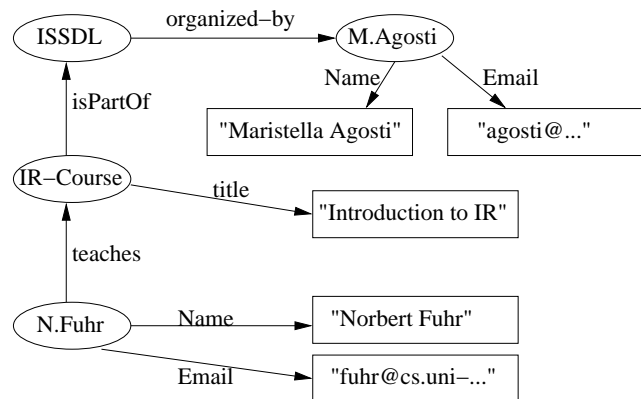 organized−by
ISSDL
M.Agosti
Name
Email
isPartOf
"Maristella Agosti"
"agosti@..."
IR−Course
title
"Introduction to IR"
teaches
N.Fuhr
Name
"Norbert Fuhr"
Email
"fuhr@cs.uni−..."